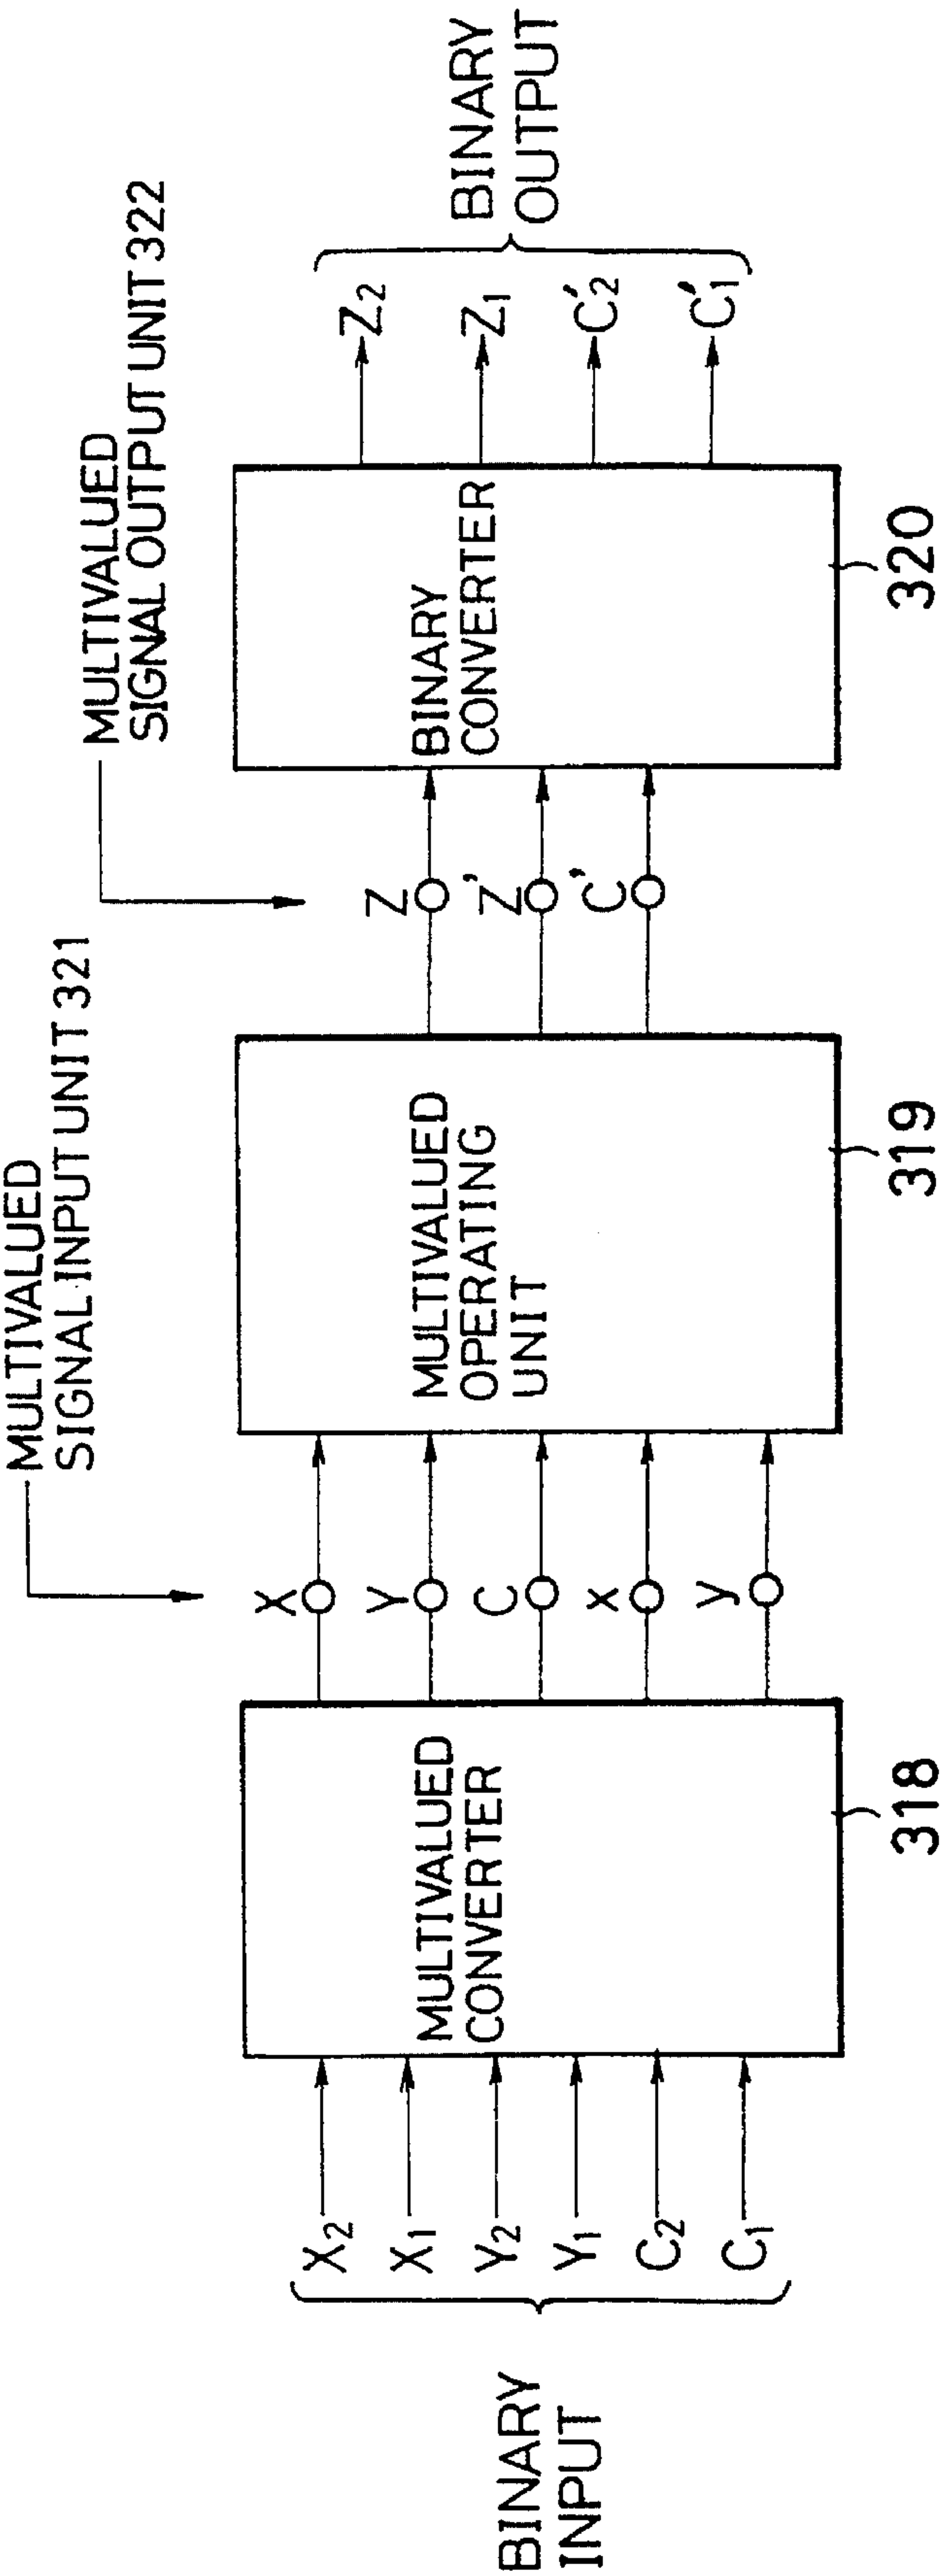 MULTIVALUED
SIGNAL INPUT UNIT 321
MULTIVALUED
SIGNAL OUTPUT UNIT 322
BINARY
INPUT
X₂
X₁
Y₂
Y₁
C₂
C₁
MULTIVALUED
CONVERTER
318
X
Y
C
x
y
MULTIVALUED
OPERATING
UNIT
319
Z
Z'
C'
BINARY
CONVERTER
320
Z₂
Z₁
C'₂
C'₁
BINARY
OUTPUT